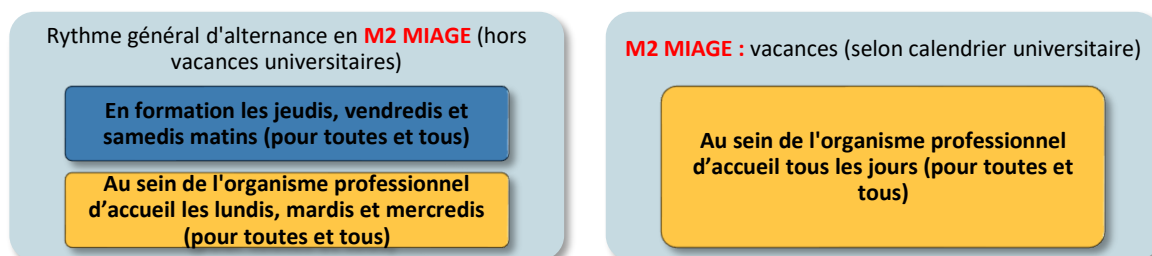 Rythme général d'alternance en M2 MIAGE (hors
vacances universitaires)
En formation les jeudis, vendredis et
samedis matins (pour toutes et tous)
Au sein de l'organisme professionnel
d’accueil les lundis, mardis et mercredis
(pour toutes et tous)
M2 MIAGE : vacances (selon calendrier universitaire)
Au sein de l'organisme professionnel
d’accueil tous les jours (pour toutes et
tous)